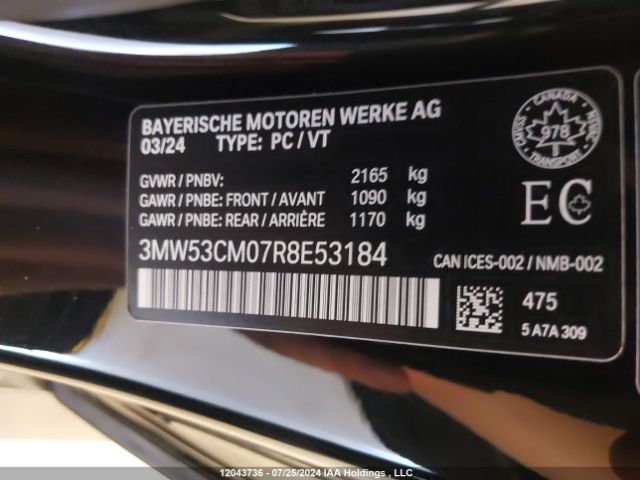 BAYERISCHE MOTOREN WERKE AG
03/24 TYPE: PC / VT
GVWR / PNBV: 2165 kg
GAWR / PNBE: FRONT / AVANT 1090 kg
GAWR / PNBE: REAR / ARRIÈRE 1170 kg
3MW53CM07R8E53184
CANADA
978
TRANSPORT
EC
CAN ICES-002 / NMB-002
475
5 A7A 309
12043736 - 07/25/2024 IAA Holdings , LLC